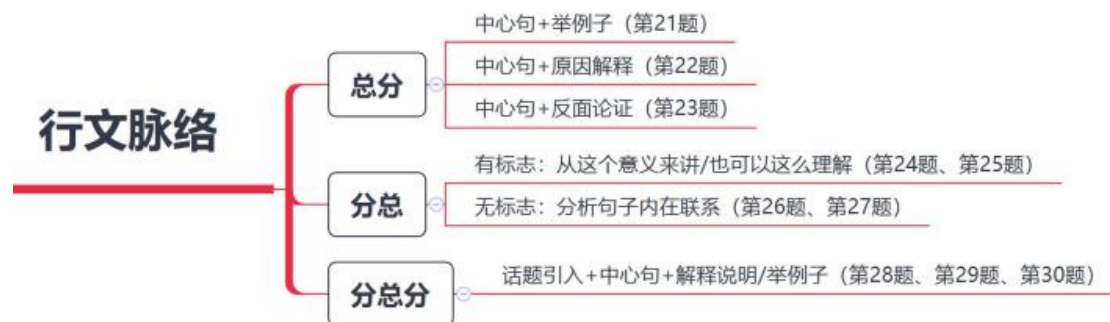 行文脉络
总分
中心句+举例子（第21题）
中心句+原因解释（第22题）
中心句+反面论证（第23题）
分总
有标志：从这个意义来讲/也可以这么理解（第24题、第25题）
无标志：分析句子内在联系（第26题、第27题）
分总分
话题引入+中心句+解释说明/举例子（第28题、第29题、第30题）